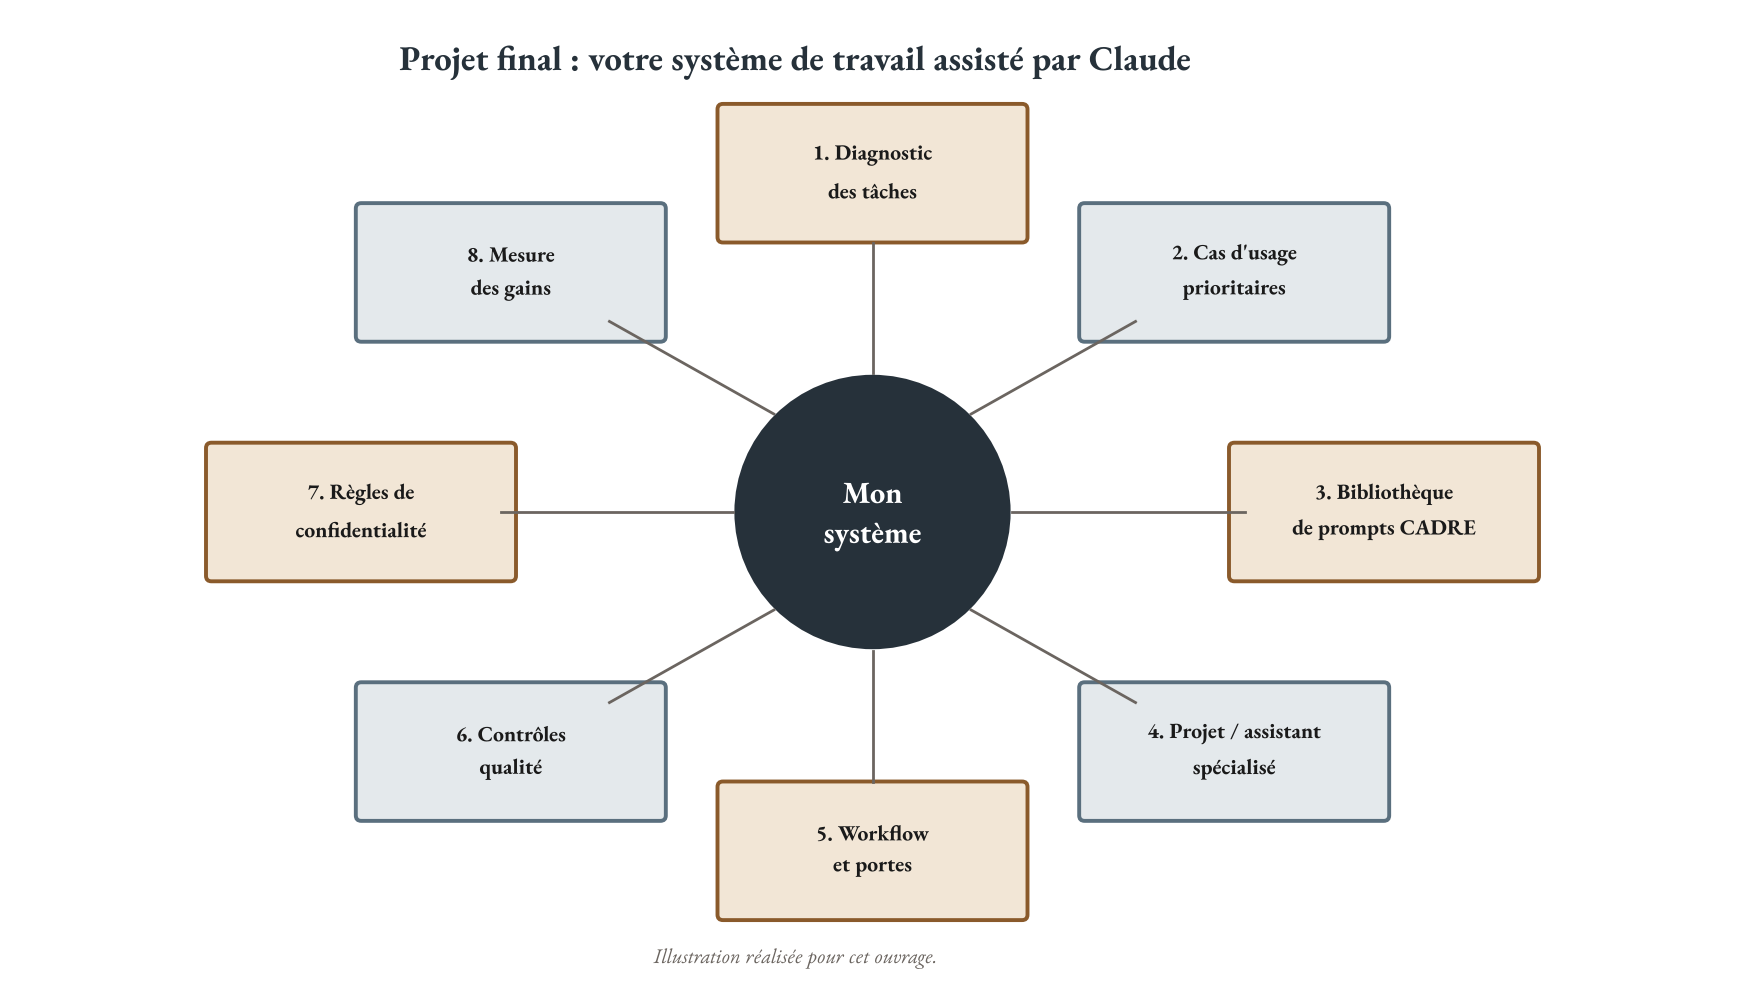 Projet final : votre système de travail assisté par Claude
1. Diagnostic
des tâches
2. Cas d'usage
prioritaires
3. Bibliothèque
de prompts CADRE
4. Projet / assistant
spécialisé
5. Workflow
et portes
6. Contrôles
qualité
7. Règles de
confidentialité
8. Mesure
des gains
Mon
système
Illustration réalisée pour cet ouvrage.